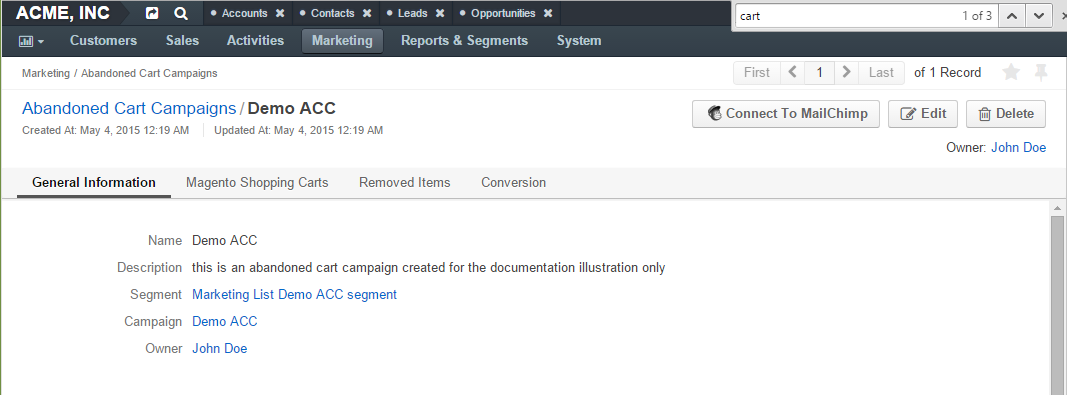 ACME, INC Accounts Contacts Leads Opportunities
cart 1 of 3
Customers Sales Activities Marketing Reports & Segments System
Marketing / Abandoned Cart Campaigns
First 1 Last of 1 Record
Abandoned Cart Campaigns / Demo ACC
Connect To MailChimp Edit Delete
Created At: May 4, 2015 12:19 AM Updated At: May 4, 2015 12:19 AM
Owner: John Doe
General Information Magento Shopping Carts Removed Items Conversion
Name Demo ACC
Description this is an abandoned cart campaign created for the documentation illustration only
Segment Marketing List Demo ACC segment
Campaign Demo ACC
Owner John Doe